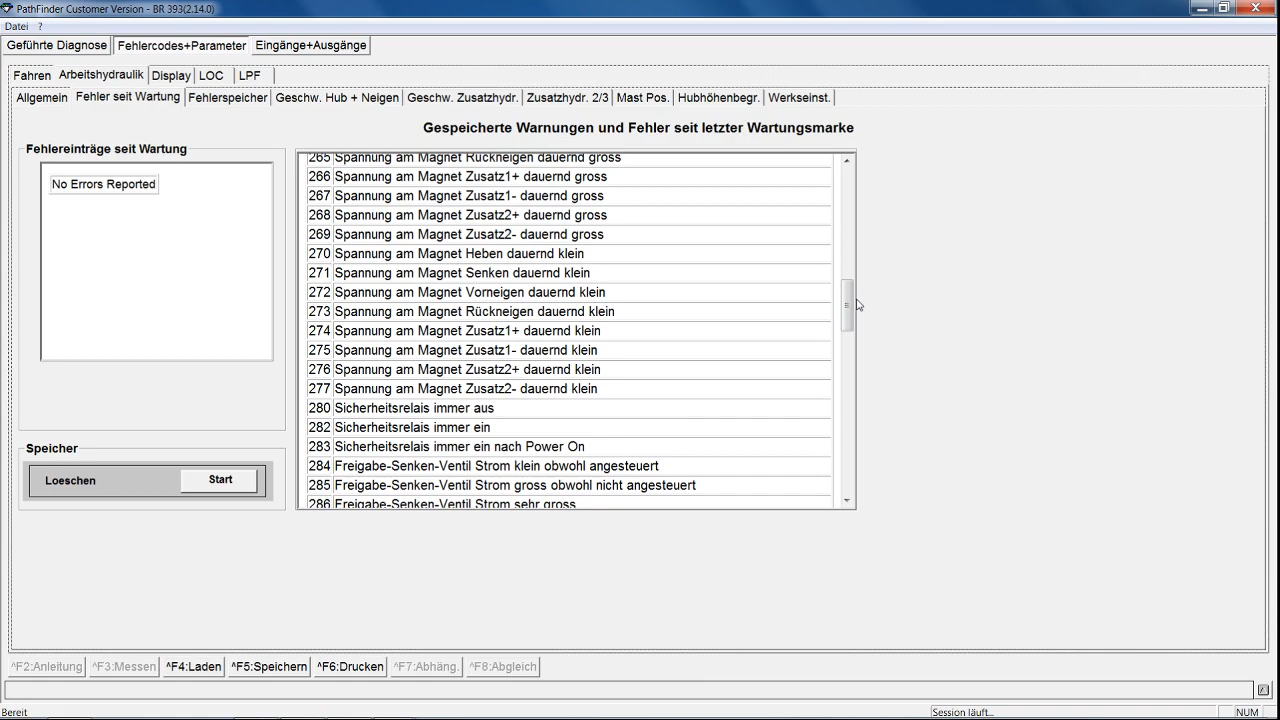 PathFinder Customer Version - BR 393(2.14.0)
Datei ?
Geführte Diagnose Fehlercodes+Parameter Eingänge+Ausgänge
Fahren Arbeitshydraulik Display LOC LPF
Allgemein Fehler seit Wartung Fehlerspeicher Geschw. Hub + Neigen Geschw. Zusatzhydr. Zusatzhydr. 2/3 Mast Pos. Hubhöhenbegr. Werkseinst.
Gespeicherte Warnungen und Fehler seit letzter Wartungsmarke
Fehlereinträge seit Wartung
No Errors Reported
265 Spannung am Magnet Rückneigen dauernd gross
266 Spannung am Magnet Zusatz1+ dauernd gross
267 Spannung am Magnet Zusatz1- dauernd gross
268 Spannung am Magnet Zusatz2+ dauernd gross
269 Spannung am Magnet Zusatz2- dauernd gross
270 Spannung am Magnet Heben dauernd klein
271 Spannung am Magnet Senken dauernd klein
272 Spannung am Magnet Vorneigen dauernd klein
273 Spannung am Magnet Rückneigen dauernd klein
274 Spannung am Magnet Zusatz1+ dauernd klein
275 Spannung am Magnet Zusatz1- dauernd klein
276 Spannung am Magnet Zusatz2+ dauernd klein
277 Spannung am Magnet Zusatz2- dauernd klein
280 Sicherheitsrelais immer aus
282 Sicherheitsrelais immer ein
283 Sicherheitsrelais immer ein nach Power On
284 Freigabe-Senken-Ventil Strom klein obwohl angesteuert
285 Freigabe-Senken-Ventil Strom gross obwohl nicht angesteuert
286 Freigabe-Senken-Ventil Strom sehr gross
Speicher
Loeschen Start
^F2:Anleitung ^F3:Messen ^F4:Laden ^F5:Speichern ^F6:Drucken ^F7:Abhäng. ^F8:Abgleich
Bereit Session läuft... NUM